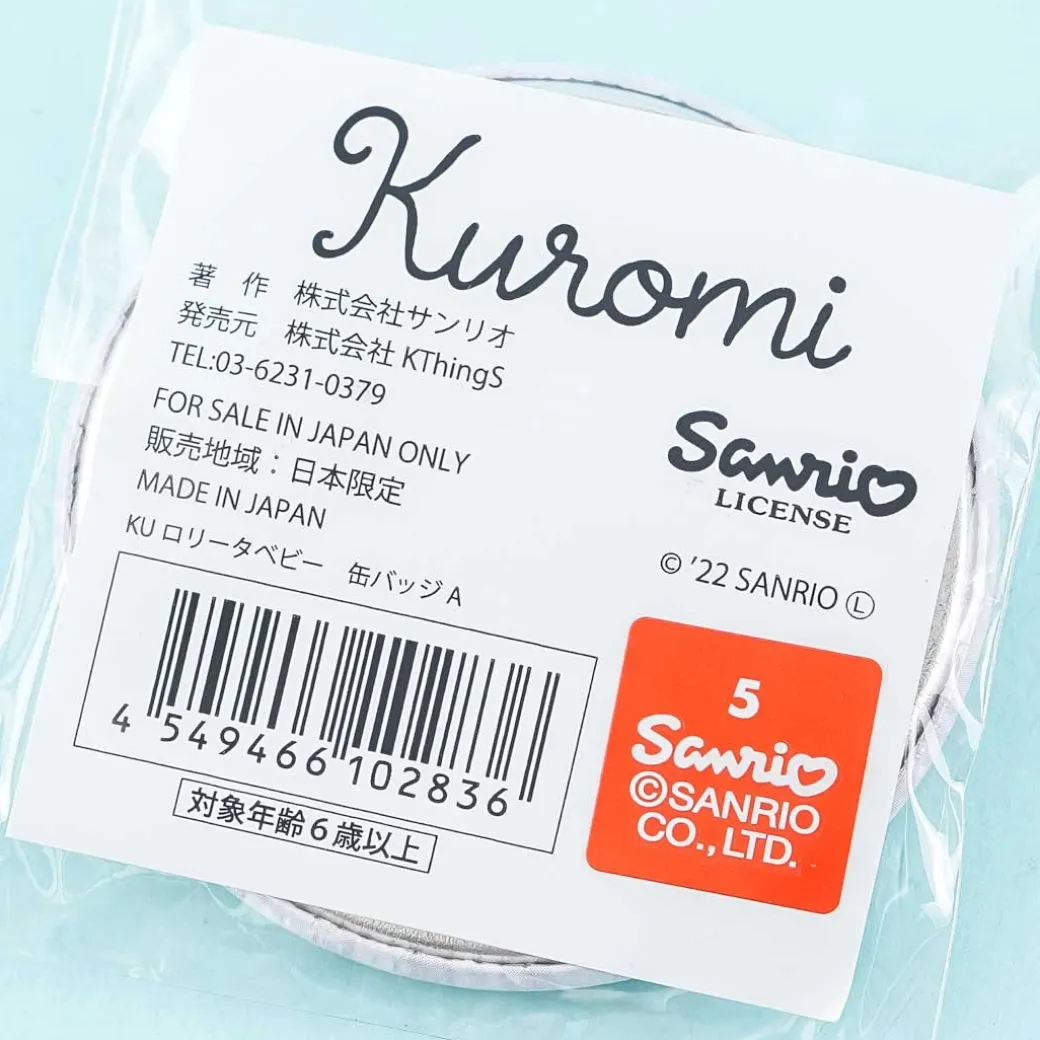 Kuromi
著 作 株式会社サンリオ
発売元 株式会社 KThingS
TEL:03-6231-0379
FOR SALE IN JAPAN ONLY
販売地域：日本限定
MADE IN JAPAN
KU ロリータベビー 缶バッジ A
4 549466 102836
対象年齢６歳以上
Sanrio
LICENSE
© ’22 SANRIO Ⓛ
5
Sanrio
©SANRIO
CO., LTD.